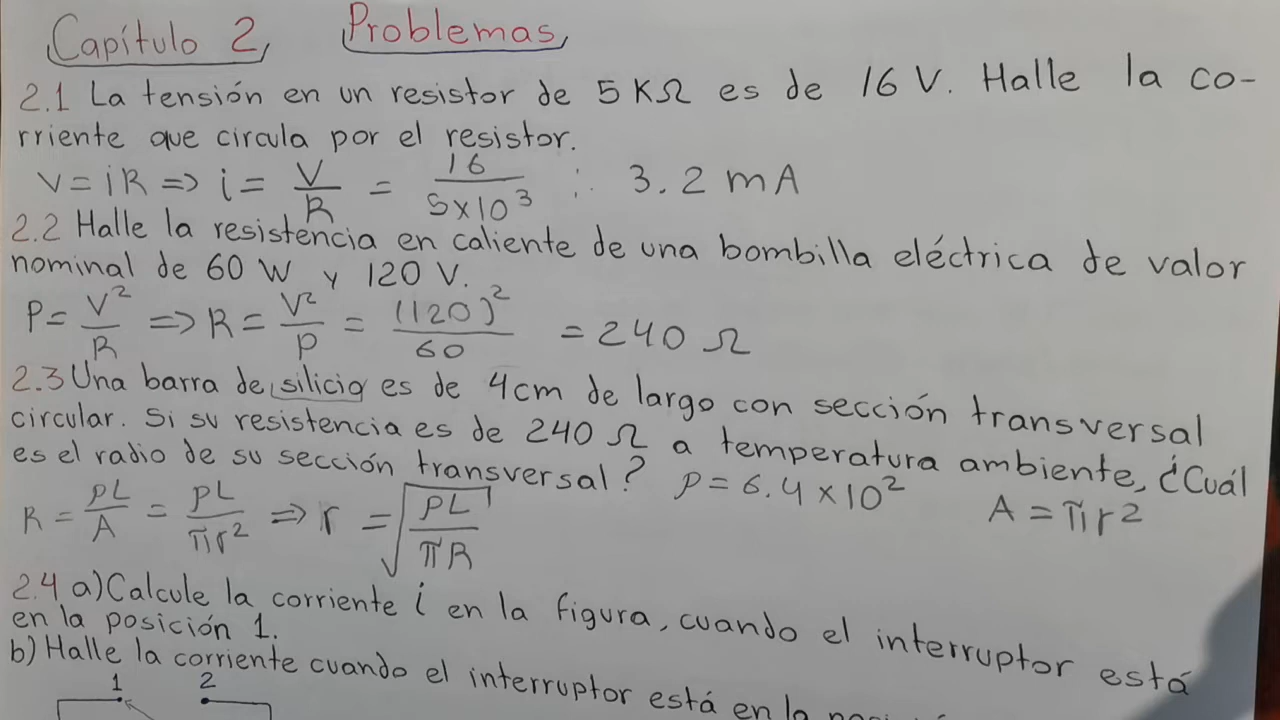 Capítulo 2 Problemas
2.1 La tensión en un resistor de 5 KΩ es de 16 V. Halle la co-
rriente que circula por el resistor.
V = iR => i = V/R = 16/5x10³ ∴ 3.2 mA
2.2 Halle la resistencia en caliente de una bombilla eléctrica de valor
nominal de 60 W y 120 V.
P = V²/R => R = V²/P = (120)²/60 = 240 Ω
2.3 Una barra de silicio es de 4cm de largo con sección transversal
circular. Si su resistencia es de 240 Ω a temperatura ambiente, ¿Cuál
es el radio de su sección transversal? ρ = 6.4 x 10² A = πr²
R = ρL/A = ρL/πr² => r = √(ρL/πR)
2.4 a) Calcule la corriente i en la figura, cuando el interruptor está
en la posición 1.
b) Halle la corriente cuando el interruptor está en la
1 2